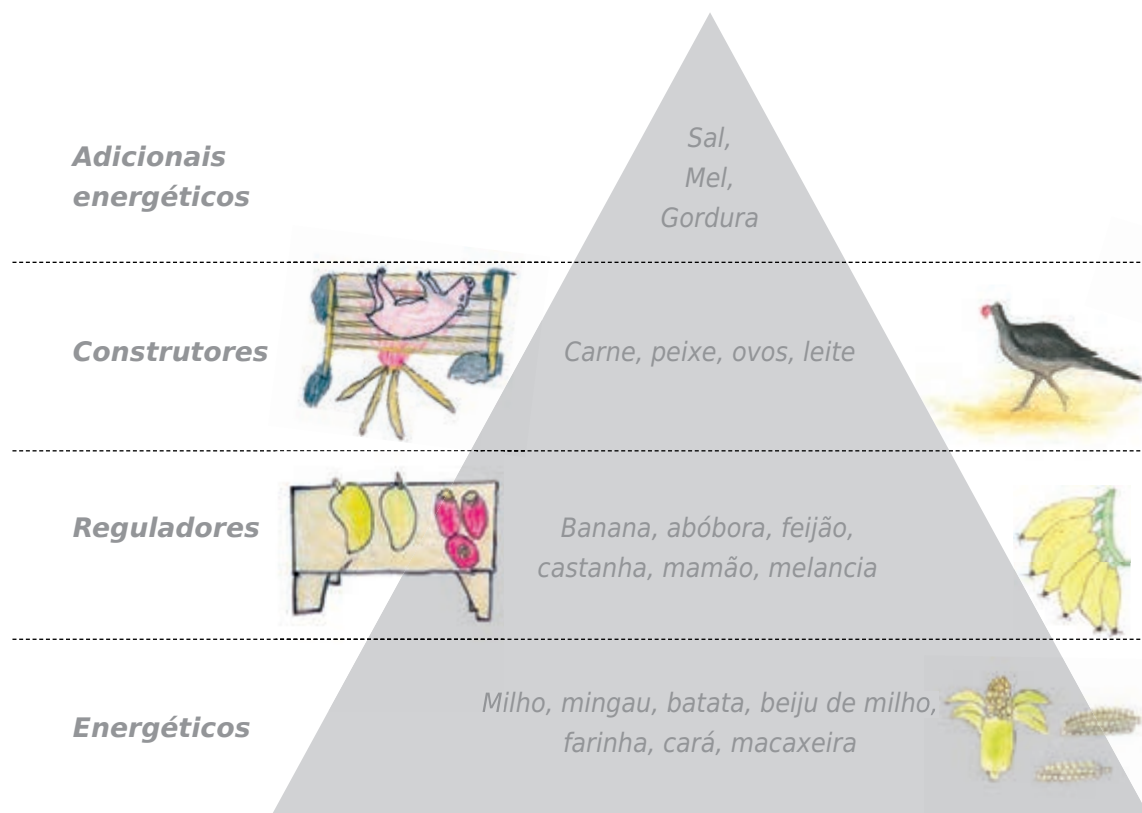 Adicionais
energéticos
Sal,
Mel,
Gordura
Construtores
Carne, peixe, ovos, leite
Reguladores
Banana, abóbora, feijão,
castanha, mamão, melancia
Energéticos
Milho, mingau, batata, beiju de milho,
farinha, cará, macaxeira